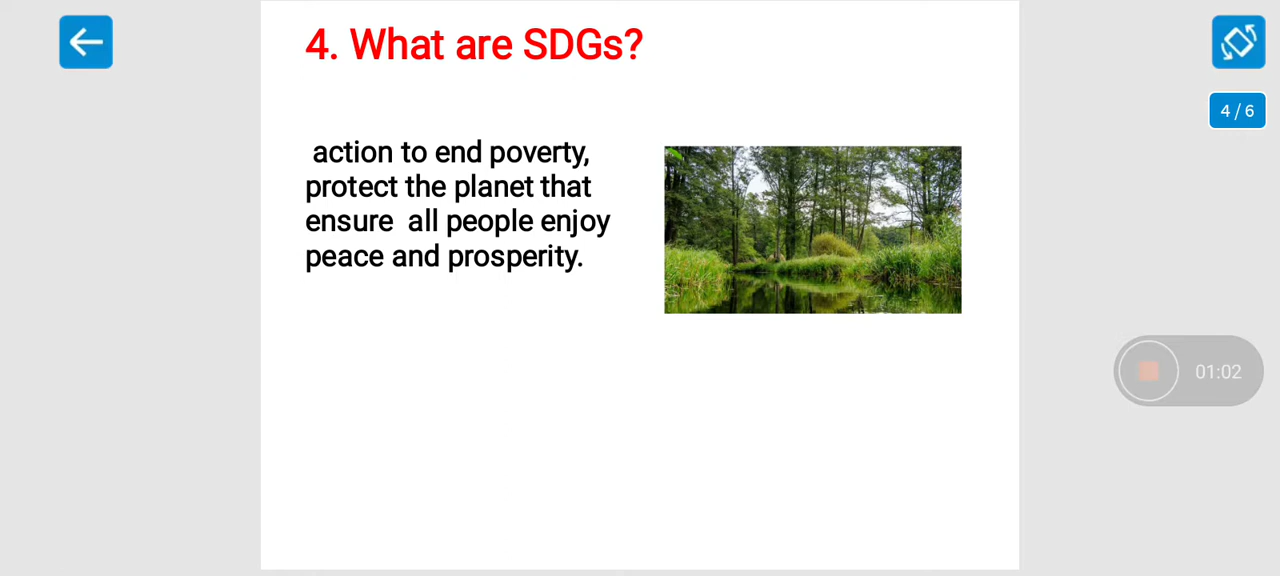 4. What are SDGs?
4 / 6
action to end poverty,
protect the planet that
ensure  all people enjoy
peace and prosperity.
01:02